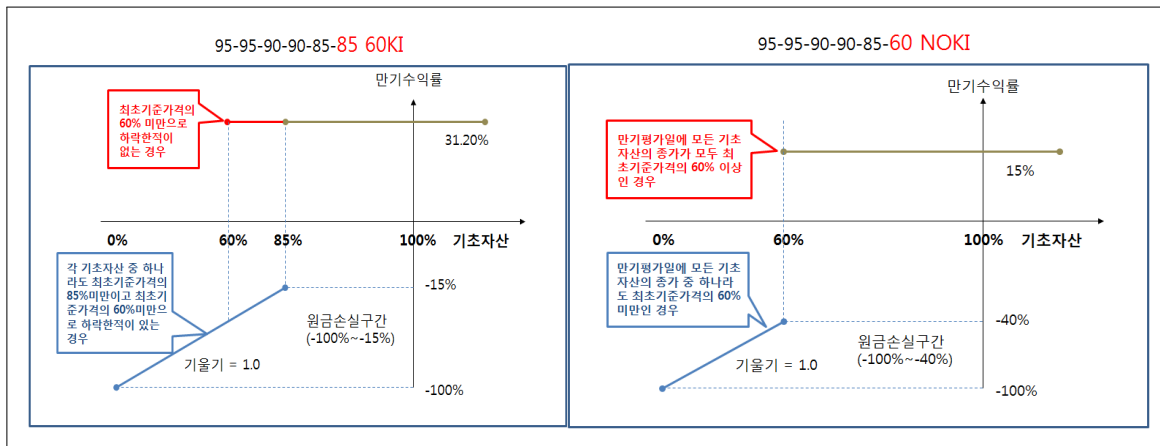 95-95-90-90-85-85 60KI
만기수익률
최초기준가격의
60% 미만으로
하락한적이
없는 경우
31.20%
0%
60%
85%
100%
기초자산
각 기초자산 중 하나
라도 최초기준가격의
85%미만이고 최초기
준가격의 60%미만으
로 하락한적이 있는
경우
-15%
원금손실구간
(-100%~-15%)
기울기 = 1.0
-100%
95-95-90-90-85-60 NOKI
만기수익률
만기평가일에 모든 기초
자산의 종가가 모두 최
초기준가격의 60% 이상
인 경우
15%
0%
60%
100%
기초자산
만기평가일에 모든 기초
자산의 종가 중 하나라
도 최초기준가격의 60%
미만인 경우
-40%
원금손실구간
(-100%~-40%)
기울기 = 1.0
-100%